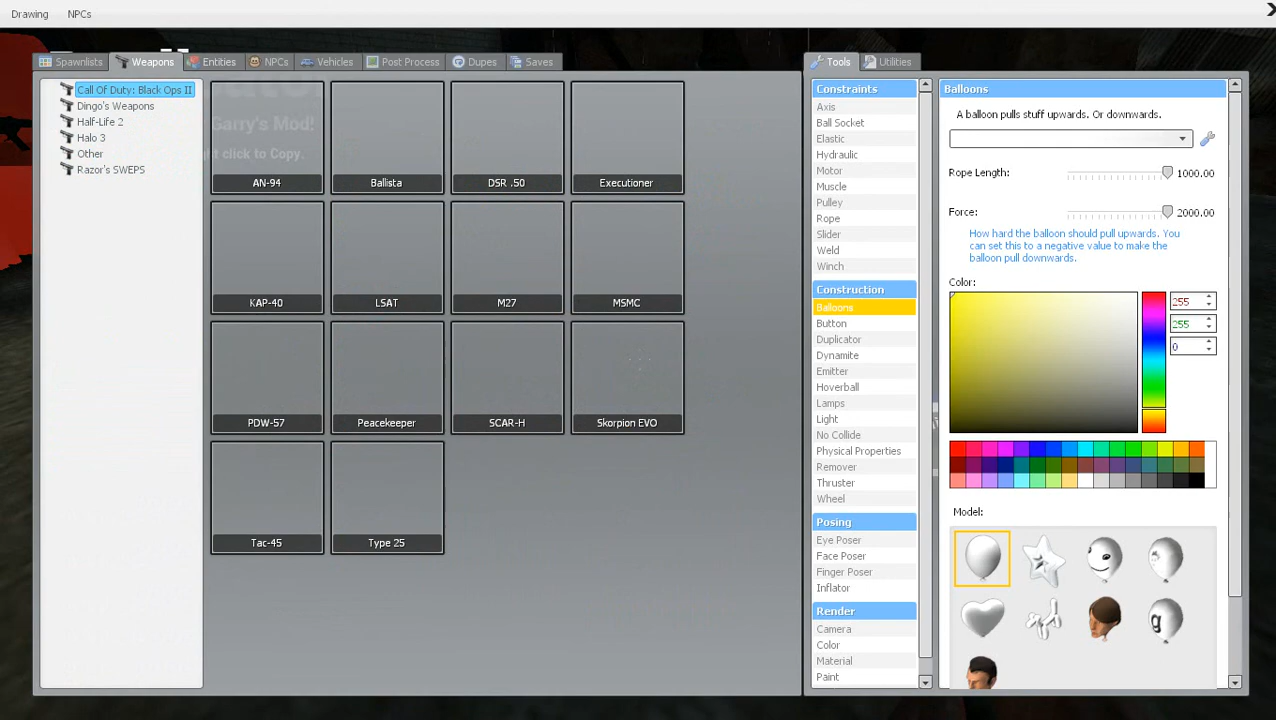 Drawing NPCs
Spawnlists Weapons Entities NPCs Vehicles Post Process Dupes Saves
Call Of Duty: Black Ops II
Dingo's Weapons
Half-Life 2
Halo 3
Other
Razor's SWEPS
Garry's Mod!
ght click to Copy.
AN-94 Ballista DSR .50 Executioner
KAP-40 LSAT M27 MSMC
PDW-57 Peacekeeper SCAR-H Skorpion EVO
Tac-45 Type 25
Tools Utilities
Constraints
Axis
Ball Socket
Elastic
Hydraulic
Motor
Muscle
Pulley
Rope
Slider
Weld
Winch
Construction
Balloons
Button
Duplicator
Dynamite
Emitter
Hoverball
Lamps
Light
No Collide
Physical Properties
Remover
Thruster
Wheel
Posing
Eye Poser
Face Poser
Finger Poser
Inflator
Render
Camera
Color
Material
Paint
Balloons
A balloon pulls stuff upwards. Or downwards.
Rope Length: 1000.00
Force: 2000.00
How hard the balloon should pull upwards. You
can set this to a negative value to make the
balloon pull downwards.
Color:
255
255
0
Model:
g